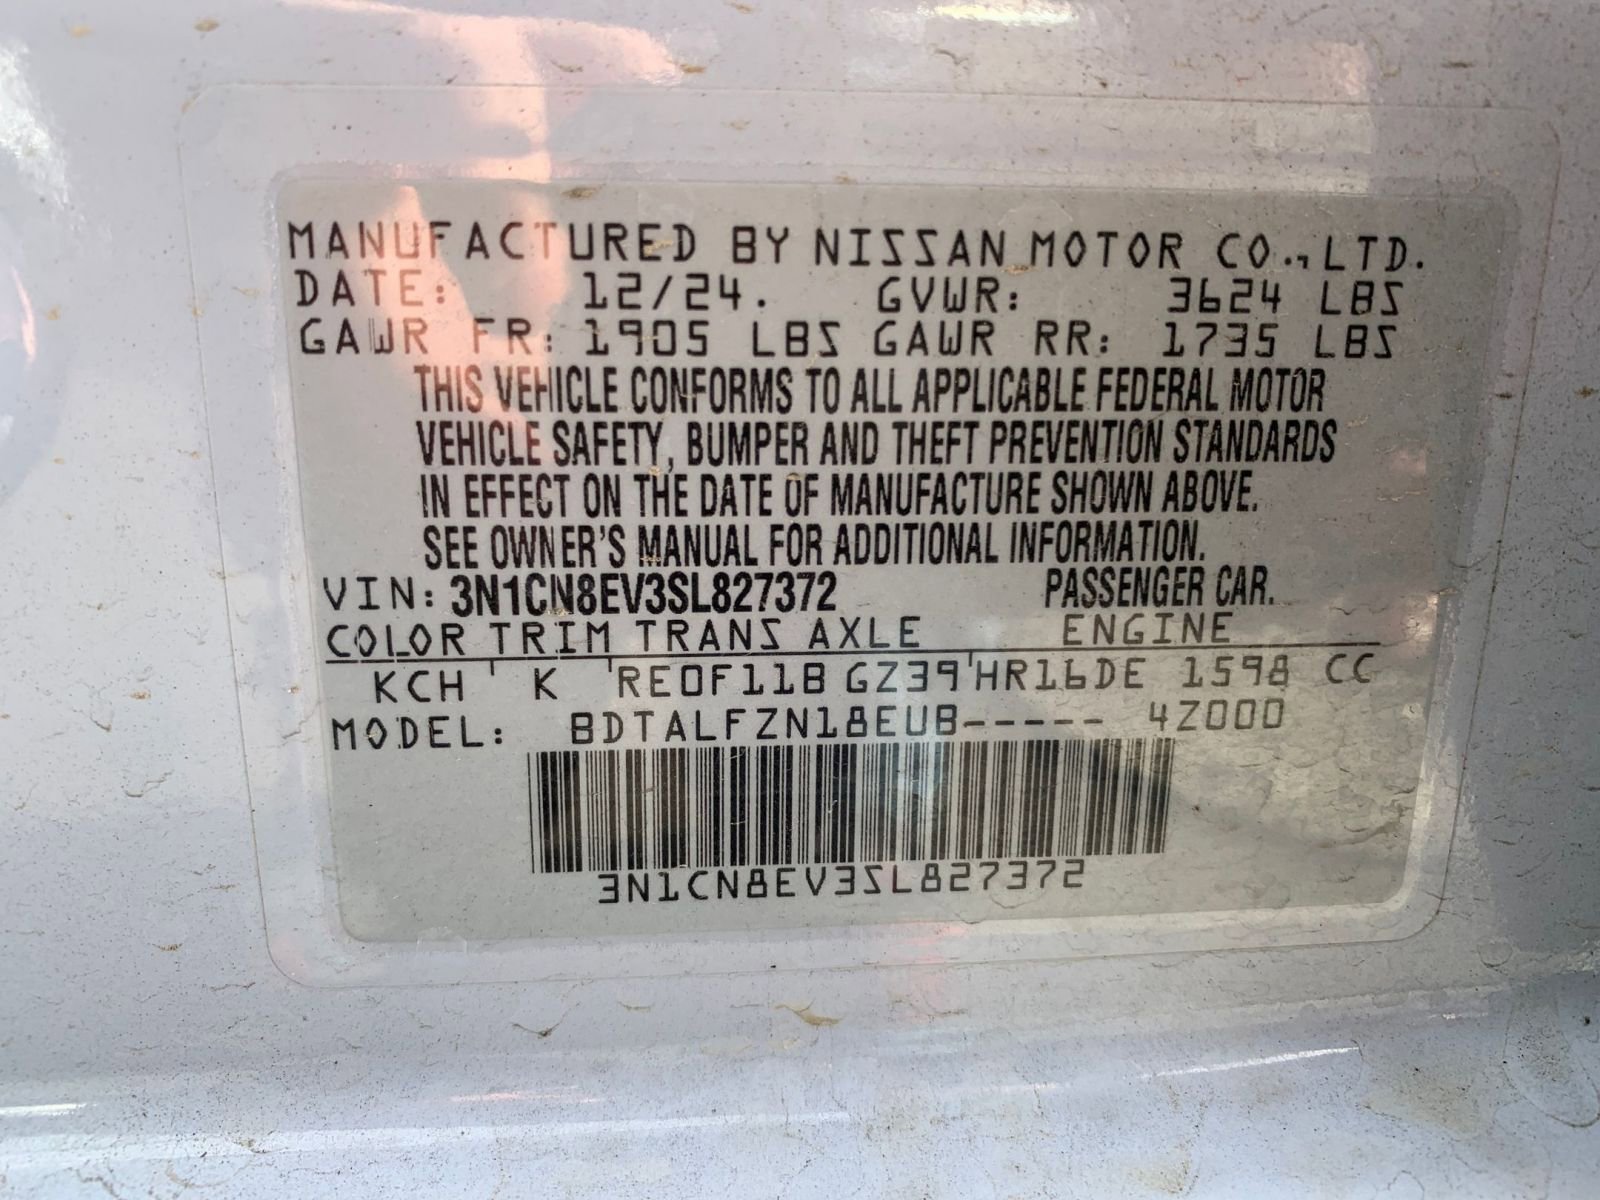 MANUFACTURED BY NISSAN MOTOR CO., LTD.
DATE: 12/24. GVWR: 3624 LBS
GAWR FR: 1905 LBS GAWR RR: 1735 LBS
THIS VEHICLE CONFORMS TO ALL APPLICABLE FEDERAL MOTOR
VEHICLE SAFETY, BUMPER AND THEFT PREVENTION STANDARDS
IN EFFECT ON THE DATE OF MANUFACTURE SHOWN ABOVE.
SEE OWNER'S MANUAL FOR ADDITIONAL INFORMATION.
VIN: 3N1CN8EV3SL827372 PASSENGER CAR.
COLOR TRIM TRANS AXLE ENGINE
KCH K RE0F11B GZ39 HR16DE 1598 CC
MODEL: BDTALFZN18EUB----- 4Z000
3N1CN8EV3SL827372